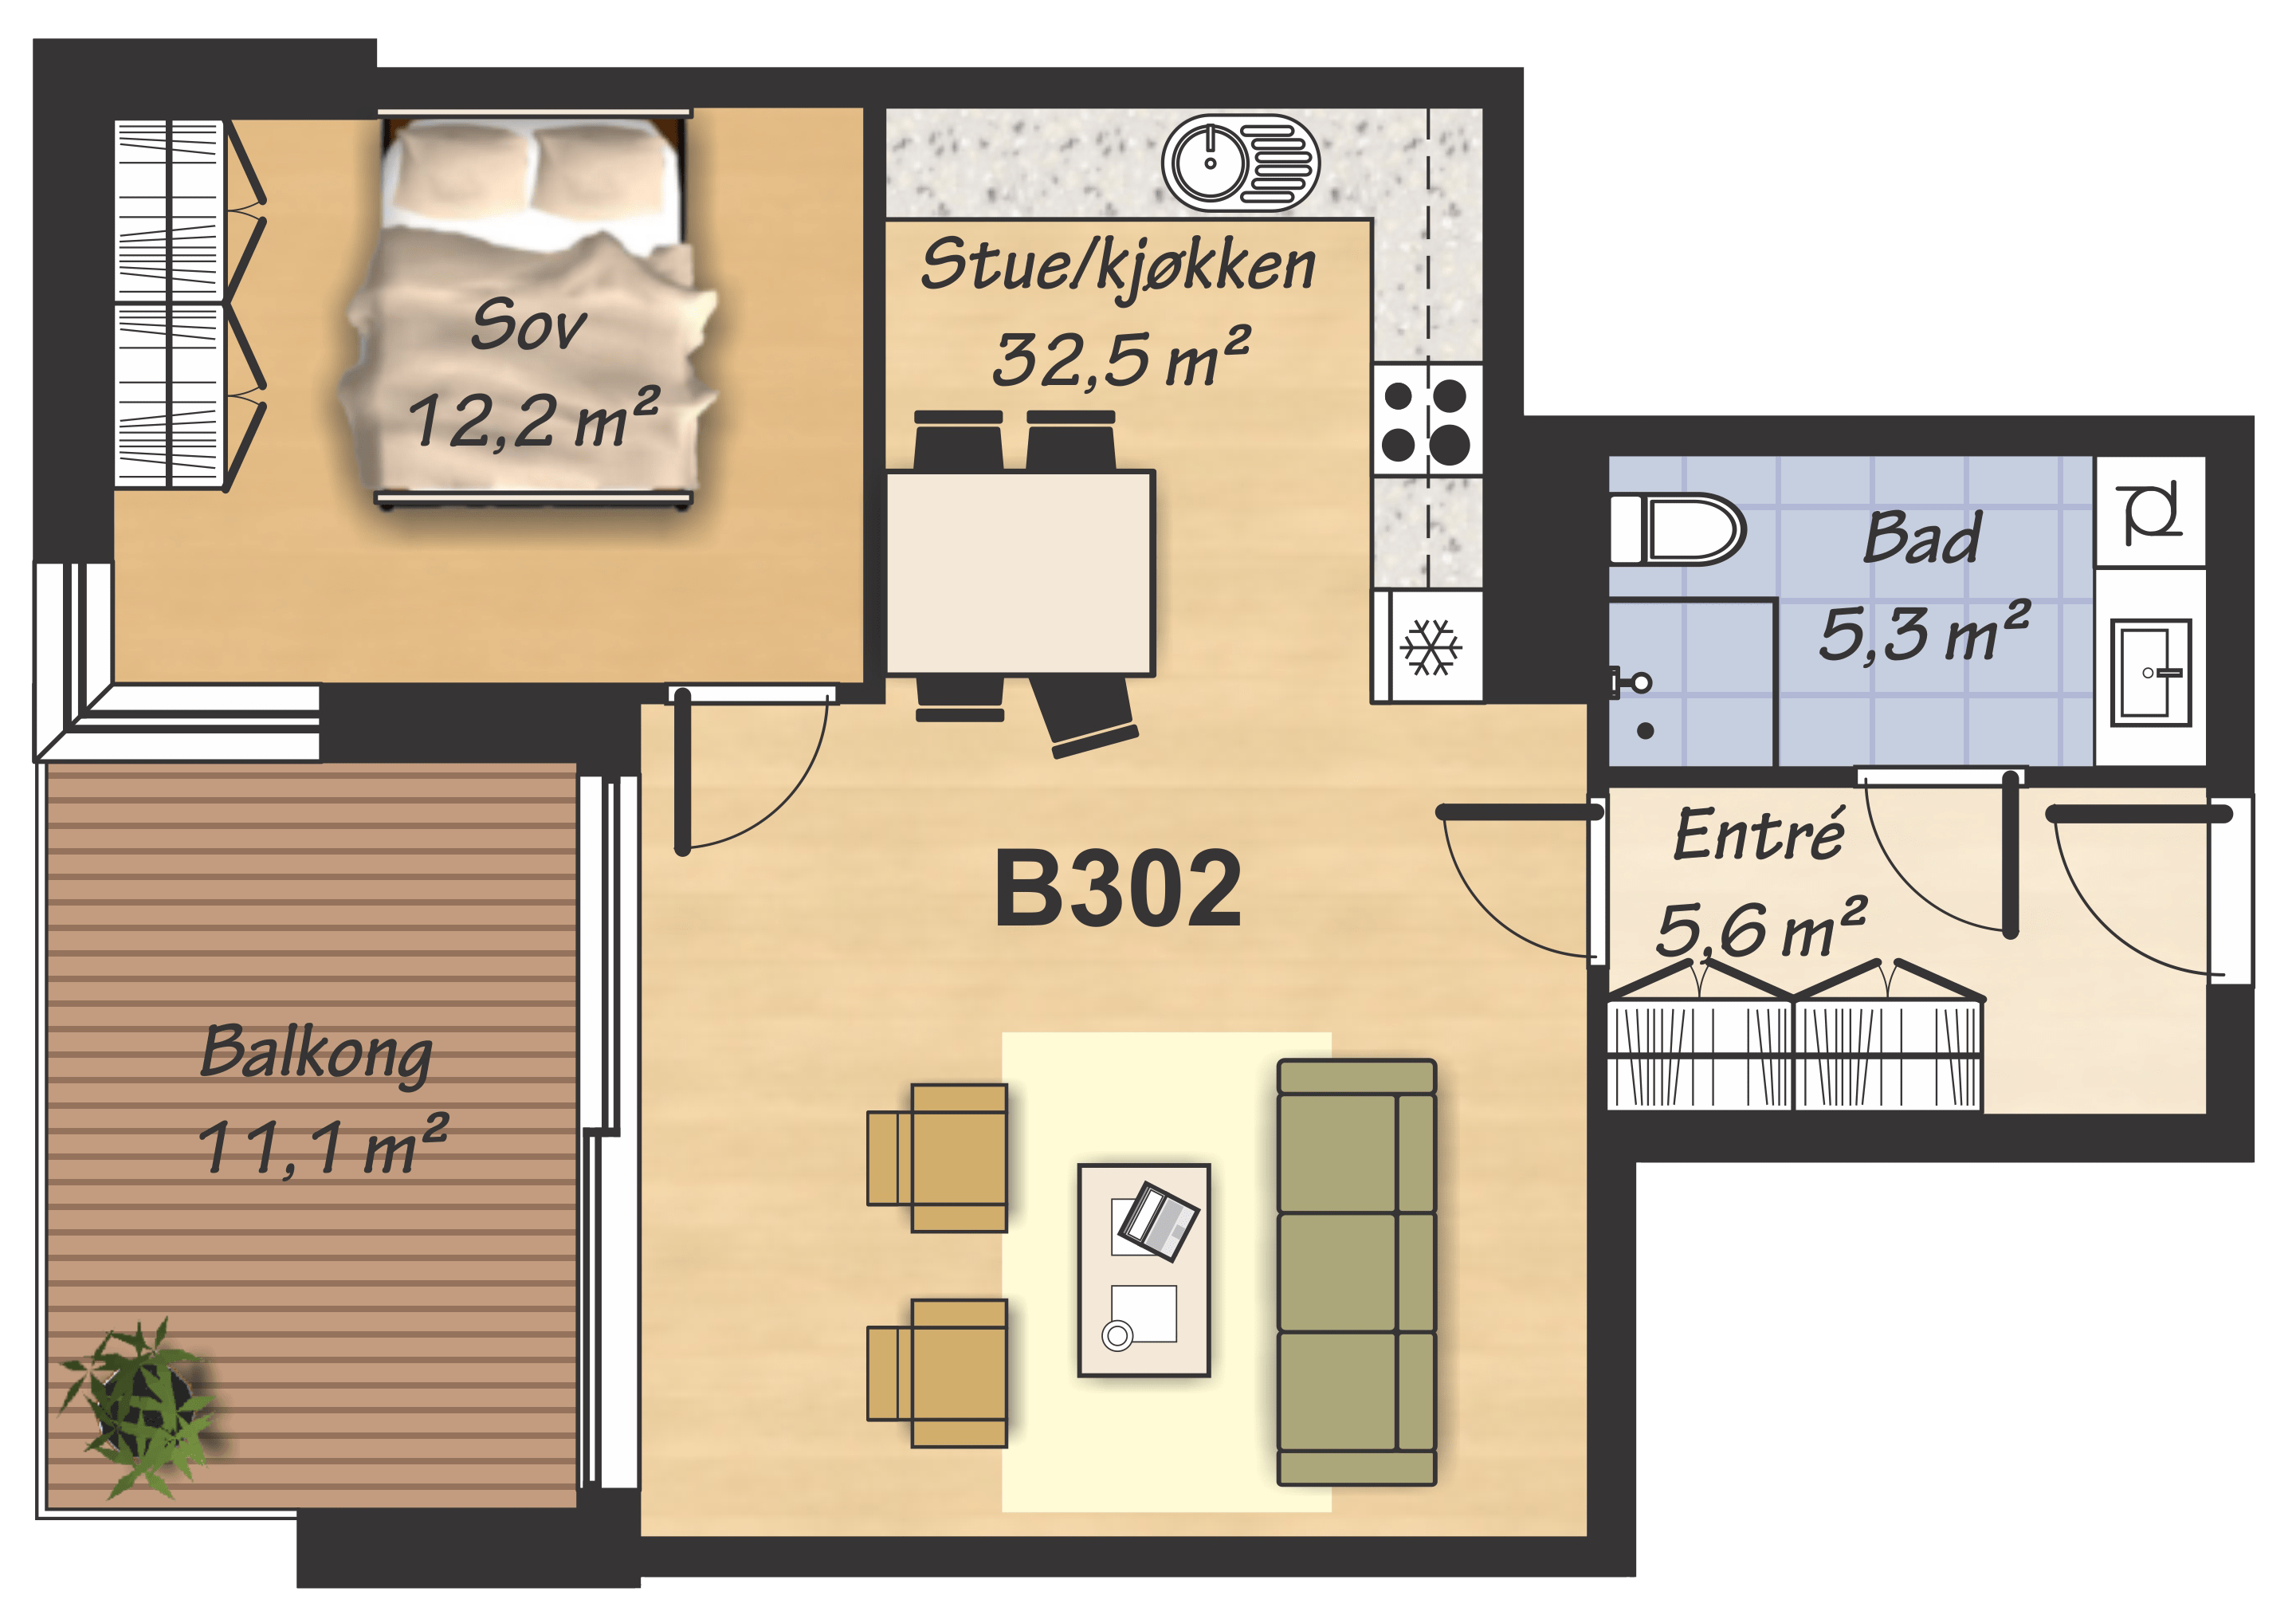 Sov
12,2 m²
Stue/kjøkken
32,5 m²
Bad
5,3 m²
Entré
5,6 m²
B302
Balkong
11,1 m²